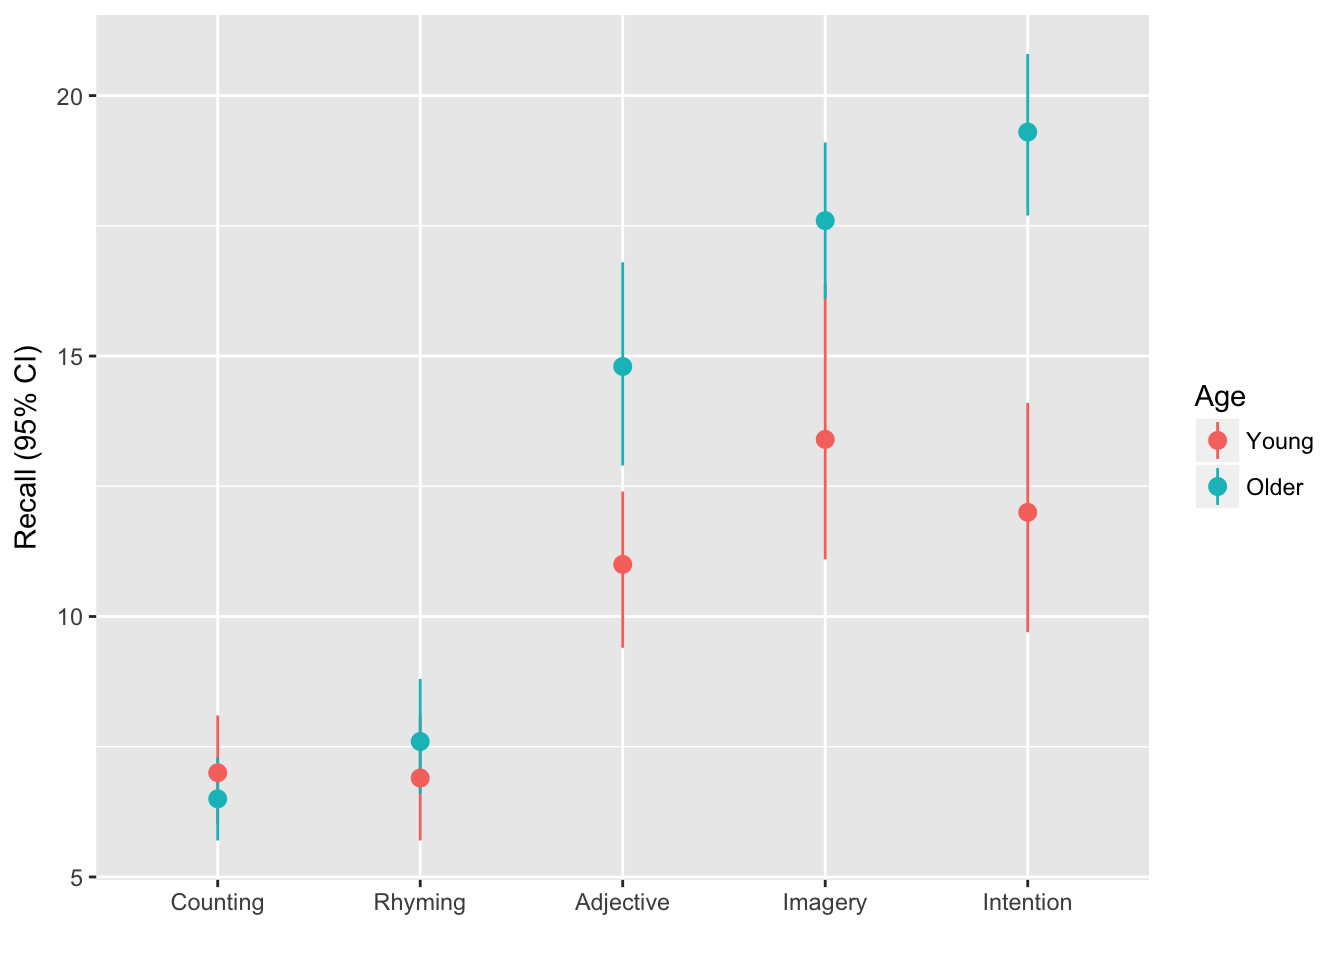 Recall (95% CI)
20
15
10
5
Counting
Rhyming
Adjective
Imagery
Intention
Age
Young
Older